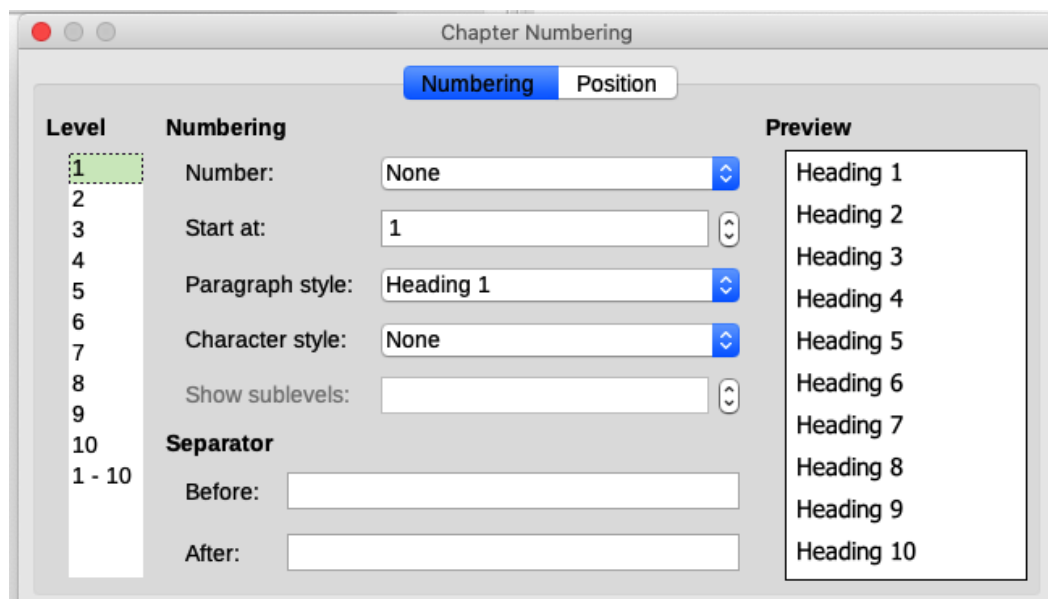 Chapter Numbering
Numbering Position
Level
1
2
3
4
5
6
7
8
9
10
1 - 10
Numbering
Number: None
Start at: 1
Paragraph style: Heading 1
Character style: None
Show sublevels:
Separator
Before:
After:
Preview
Heading 1
Heading 2
Heading 3
Heading 4
Heading 5
Heading 6
Heading 7
Heading 8
Heading 9
Heading 10